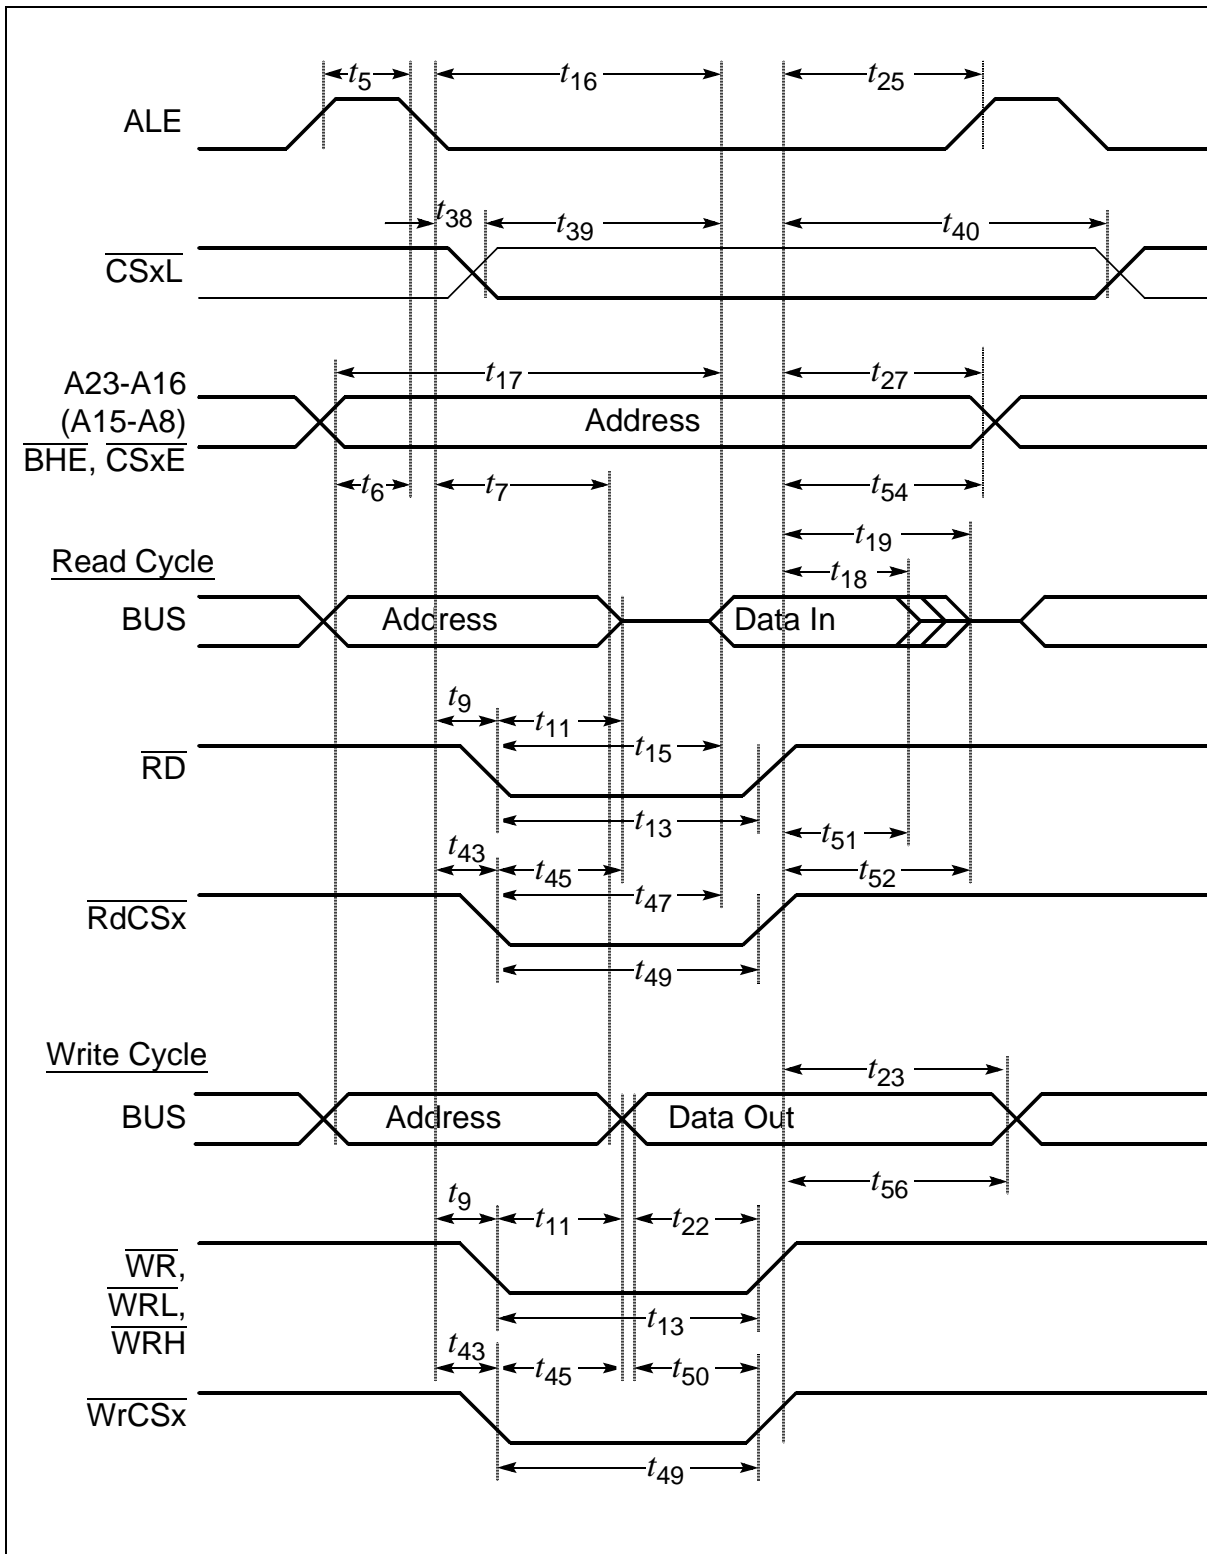 t5 t16 t25
ALE
t38 t39 t40
CSxL
t17 t27
A23-A16
(A15-A8) Address
BHE, CSxE
t6 t7 t54
t19
Read Cycle
t18
BUS Address Data In
t9 t11
t15
RD
t13 t51
t43 t45 t52
t47
RdCSx
t49
Write Cycle
t23
BUS Address Data Out
t56
t9 t11 t22
WR,
WRL,
t13
WRH
t43 t45 t50
WrCSx
t49